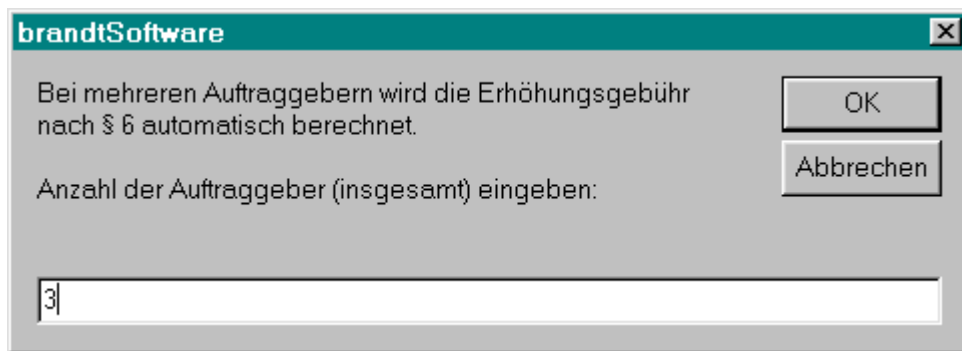 brandtSoftware
Bei mehreren Auftraggebern wird die Erhöhungsgebühr
nach § 6 automatisch berechnet.
OK
Abbrechen
Anzahl der Auftraggeber (insgesamt) eingeben:
3